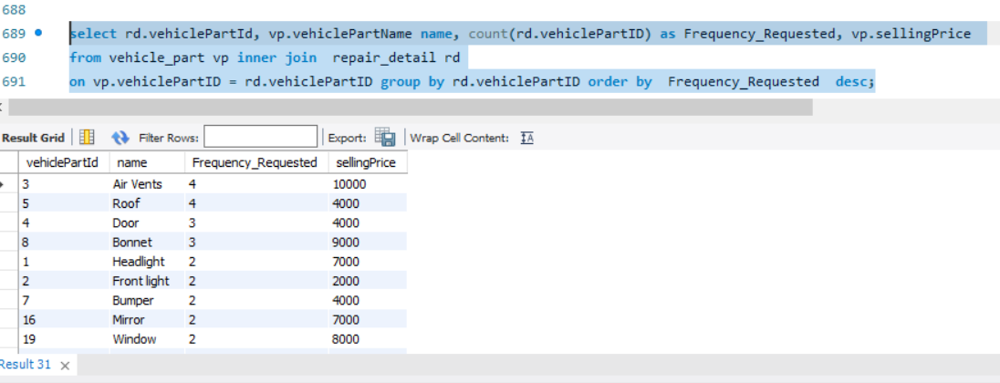 688
689 select rd.vehiclePartId, vp.vehiclePartName name, count(rd.vehiclePartID) as Frequency_Requested, vp.sellingPrice
690 from vehicle_part vp inner join repair_detail rd
691 on vp.vehiclePartID = rd.vehiclePartID group by rd.vehiclePartID order by Frequency_Requested desc;
Result Grid Filter Rows: Export: Wrap Cell Content: IA
vehiclePartId name Frequency_Requested sellingPrice
3 Air Vents 4 10000
5 Roof 4 4000
4 Door 3 4000
8 Bonnet 3 9000
1 Headlight 2 7000
2 Front light 2 2000
7 Bumper 2 4000
16 Mirror 2 7000
19 Window 2 8000
Result 31 ×